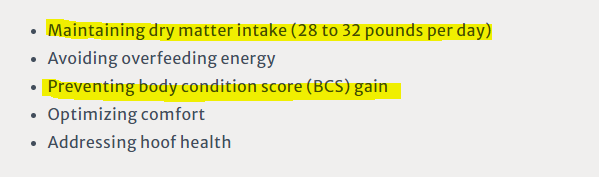 • Maintaining dry matter intake (28 to 32 pounds per day)
• Avoiding overfeeding energy
• Preventing body condition score (BCS) gain
• Optimizing comfort
• Addressing hoof health